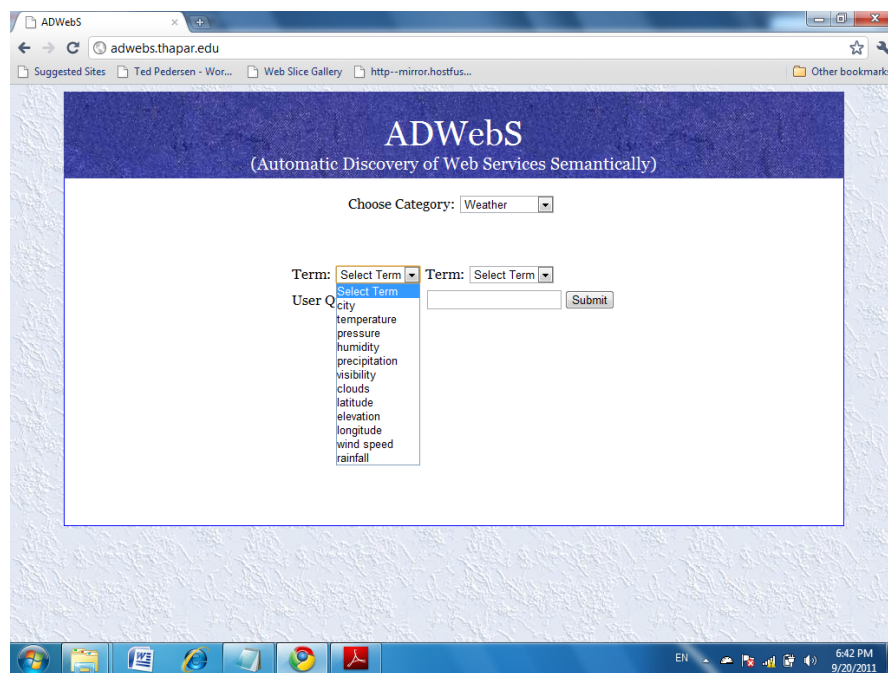 ADWebS
adwebs.thapar.edu
Suggested Sites Ted Pedersen - Wor... Web Slice Gallery http--mirror.hostfus... Other bookmarks
ADWebS
(Automatic Discovery of Web Services Semantically)
Choose Category: Weather
Term: Select Term Term: Select Term
Select Term
User Q Submit
city
temperature
pressure
humidity
precipitation
visibility
clouds
latitude
elevation
longitude
wind speed
rainfall
EN 6:42 PM
9/20/2011